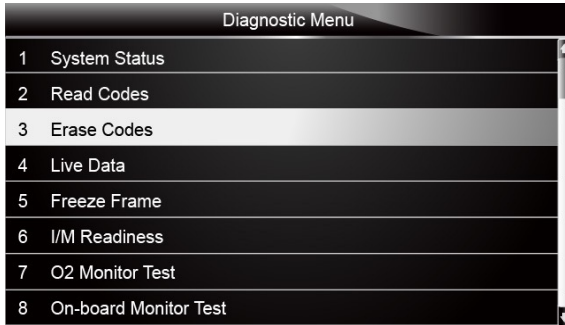 Diagnostic Menu
1 System Status
2 Read Codes
3 Erase Codes
4 Live Data
5 Freeze Frame
6 I/M Readiness
7 O2 Monitor Test
8 On-board Monitor Test